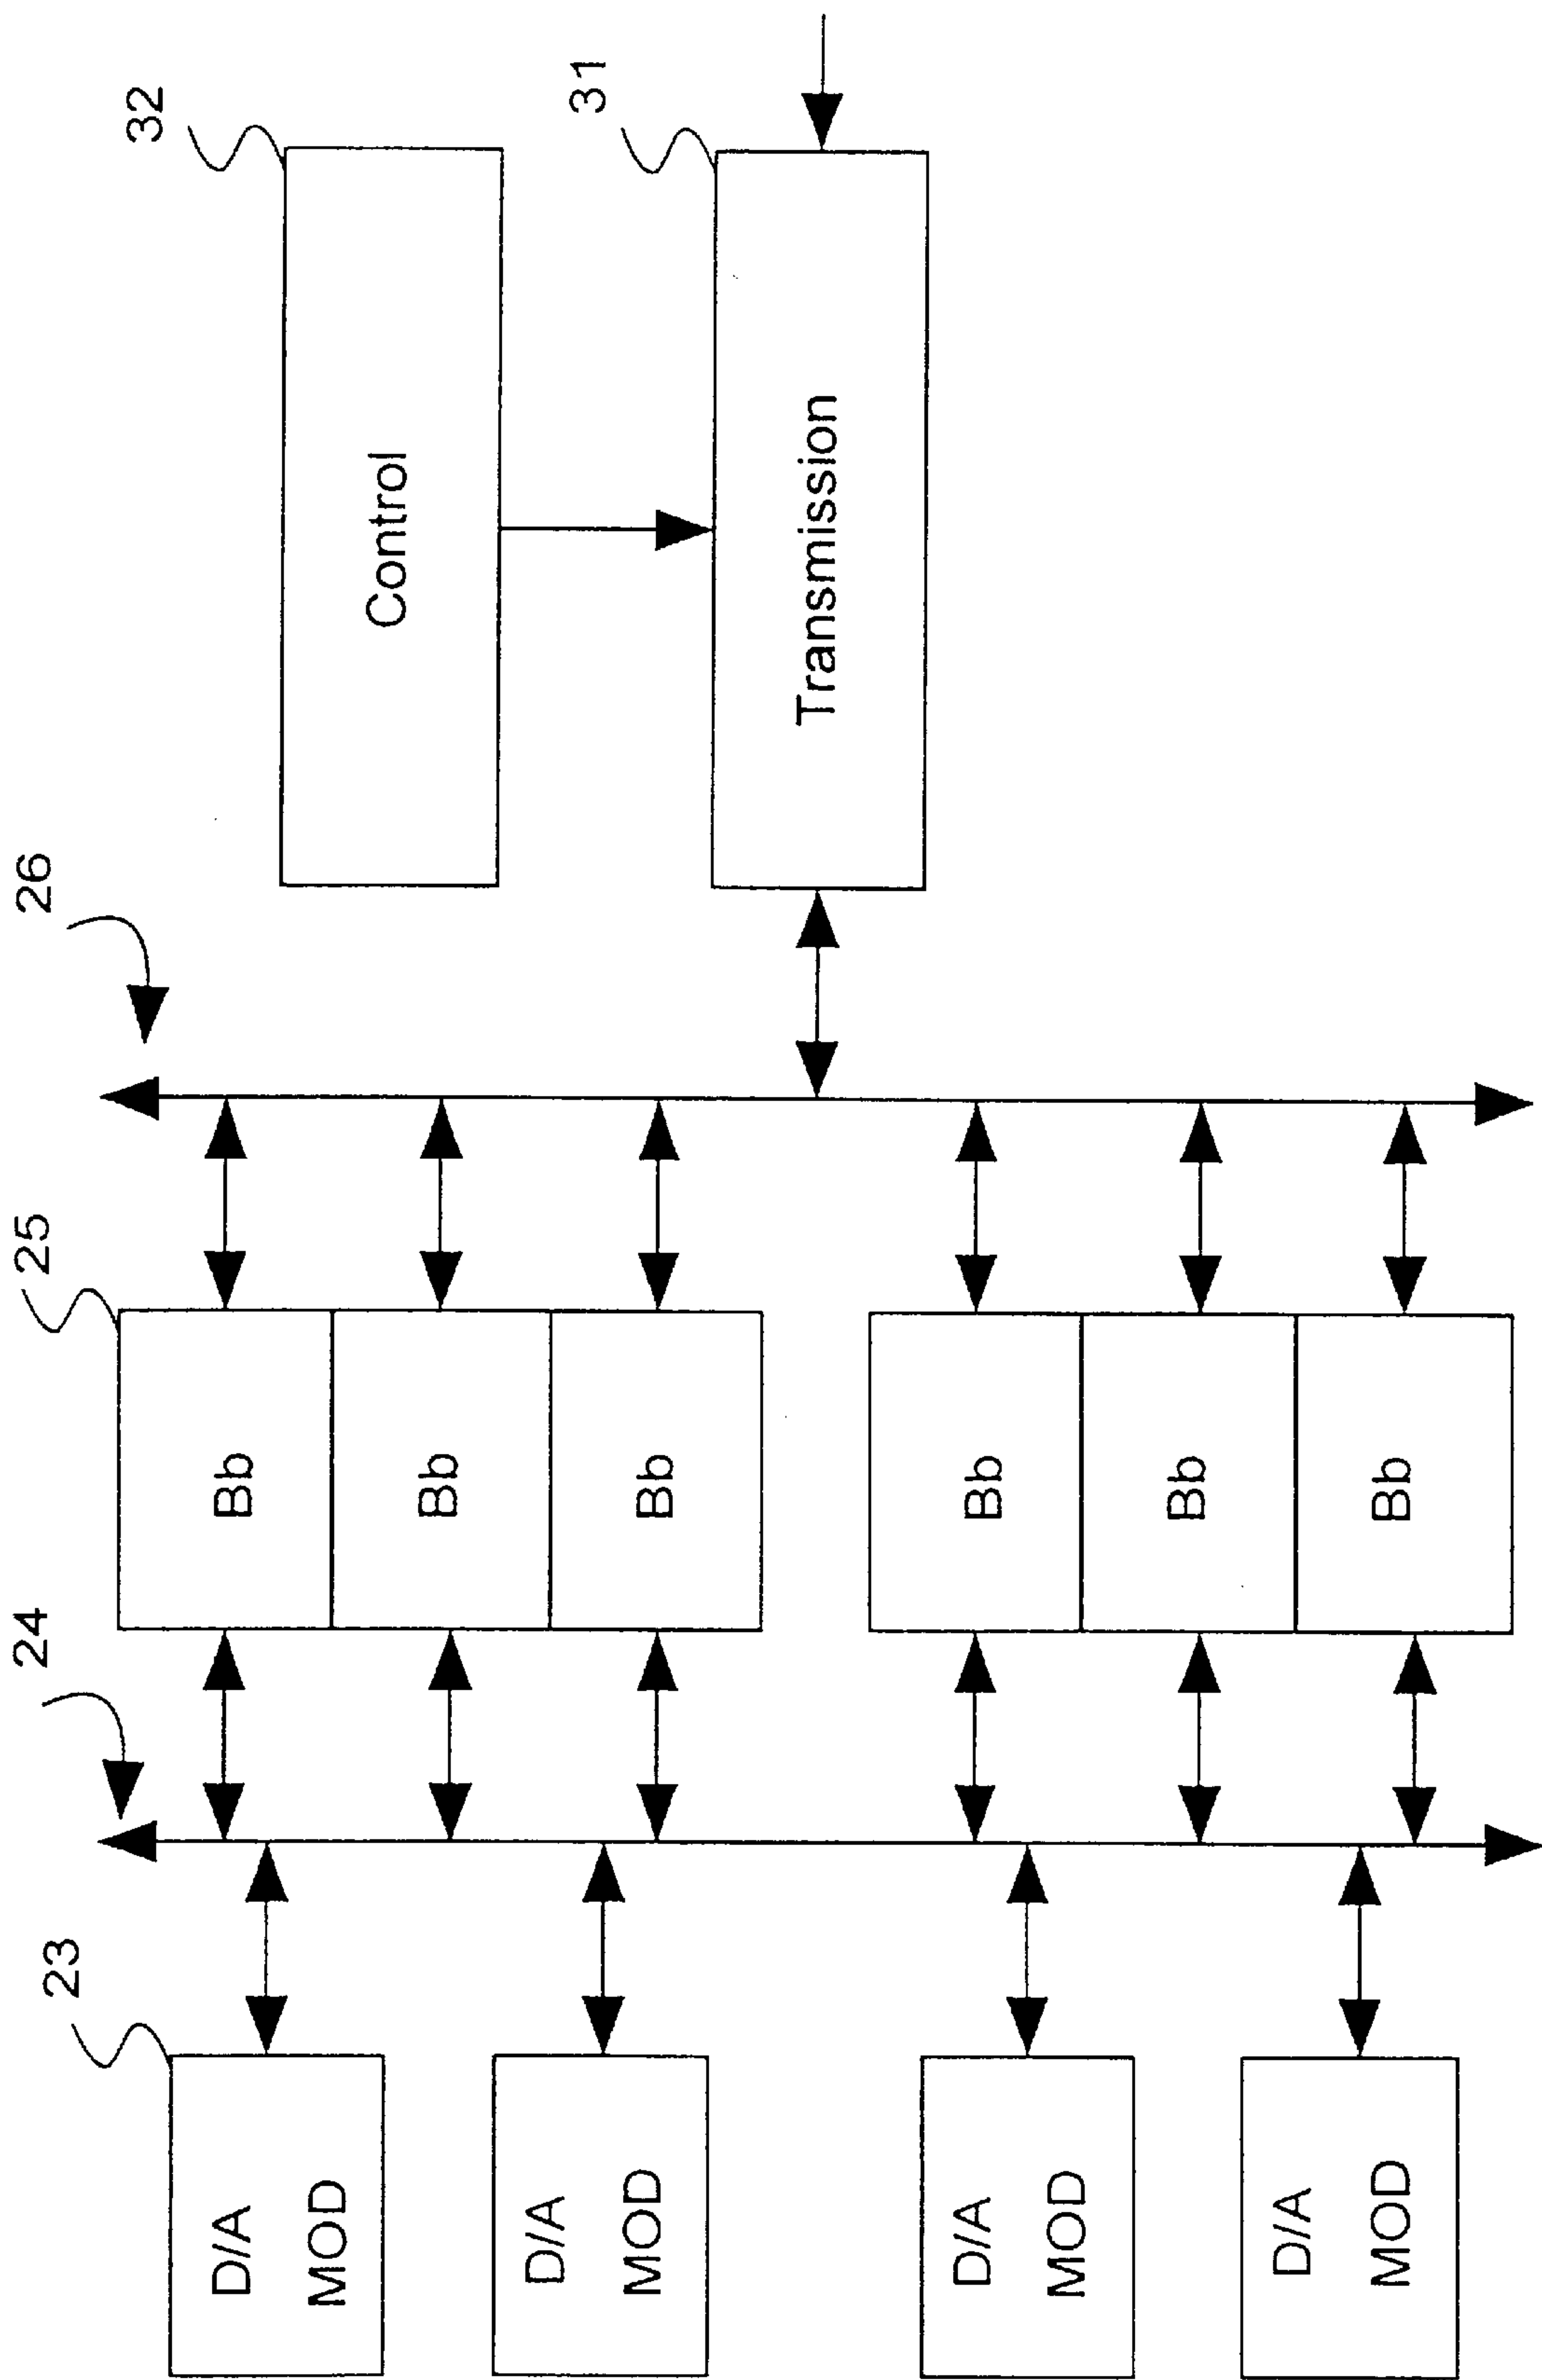 23
24
25
26
32
D/A
MOD
Bb
Control
Bb
D/A
MOD
Bb
31
Transmission
D/A
MOD
Bb
Bb
D/A
MOD
Bb